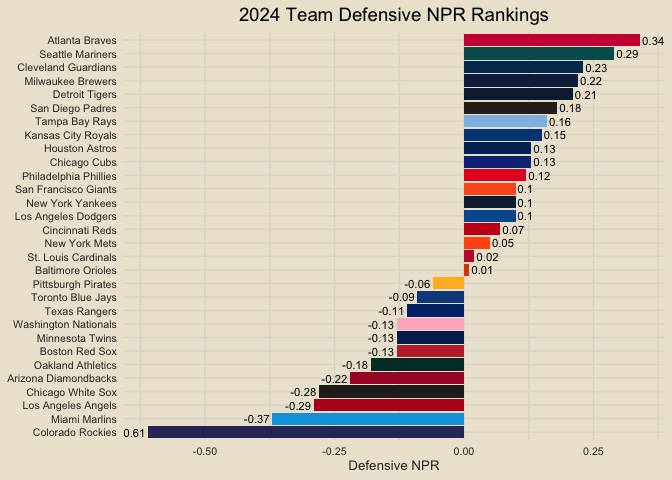 2024 Team Defensive NPR Rankings
Atlanta Braves 0.34
Seattle Mariners 0.29
Cleveland Guardians 0.23
Milwaukee Brewers 0.22
Detroit Tigers 0.21
San Diego Padres 0.18
Tampa Bay Rays 0.16
Kansas City Royals 0.15
Houston Astros 0.13
Chicago Cubs 0.13
Philadelphia Phillies 0.12
San Francisco Giants 0.1
New York Yankees 0.1
Los Angeles Dodgers 0.1
Cincinnati Reds 0.07
New York Mets 0.05
St. Louis Cardinals 0.02
Baltimore Orioles 0.01
Pittsburgh Pirates -0.06
Toronto Blue Jays -0.09
Texas Rangers -0.11
Washington Nationals -0.13
Minnesota Twins -0.13
Boston Red Sox -0.13
Oakland Athletics -0.18
Arizona Diamondbacks -0.22
Chicago White Sox -0.28
Los Angeles Angels -0.29
Miami Marlins -0.37
Colorado Rockies 0.61
-0.50 -0.25 0.00 0.25
Defensive NPR